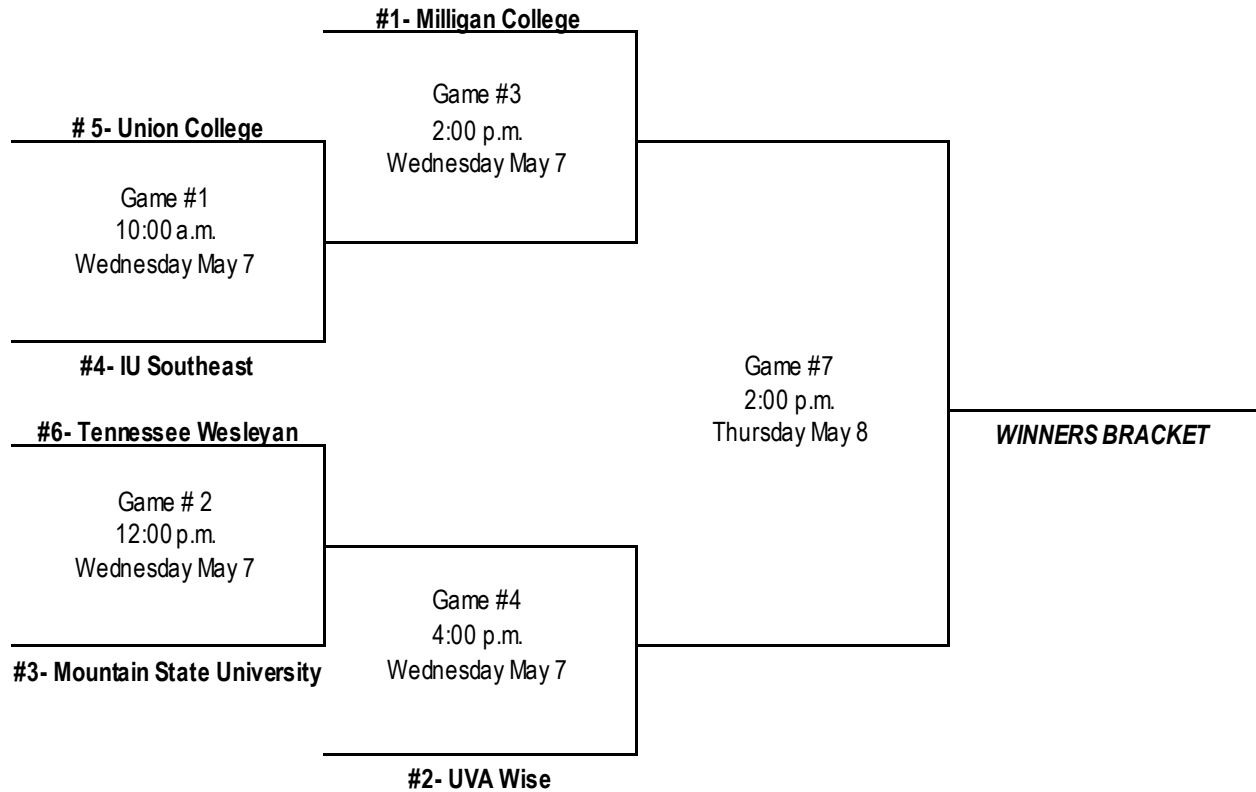 #1- Milligan College
Game #3
2:00 p.m.
Wednesday May 7
# 5- Union College
Game #1
10:00 a.m.
Wednesday May 7
#4- IU Southeast
Game #7
2:00 p.m.
Thursday May 8
WINNERS BRACKET
#6- Tennessee Wesleyan
Game # 2
12:00 p.m.
Wednesday May 7
#3- Mountain State University
Game #4
4:00 p.m.
Wednesday May 7
#2- UVA Wise